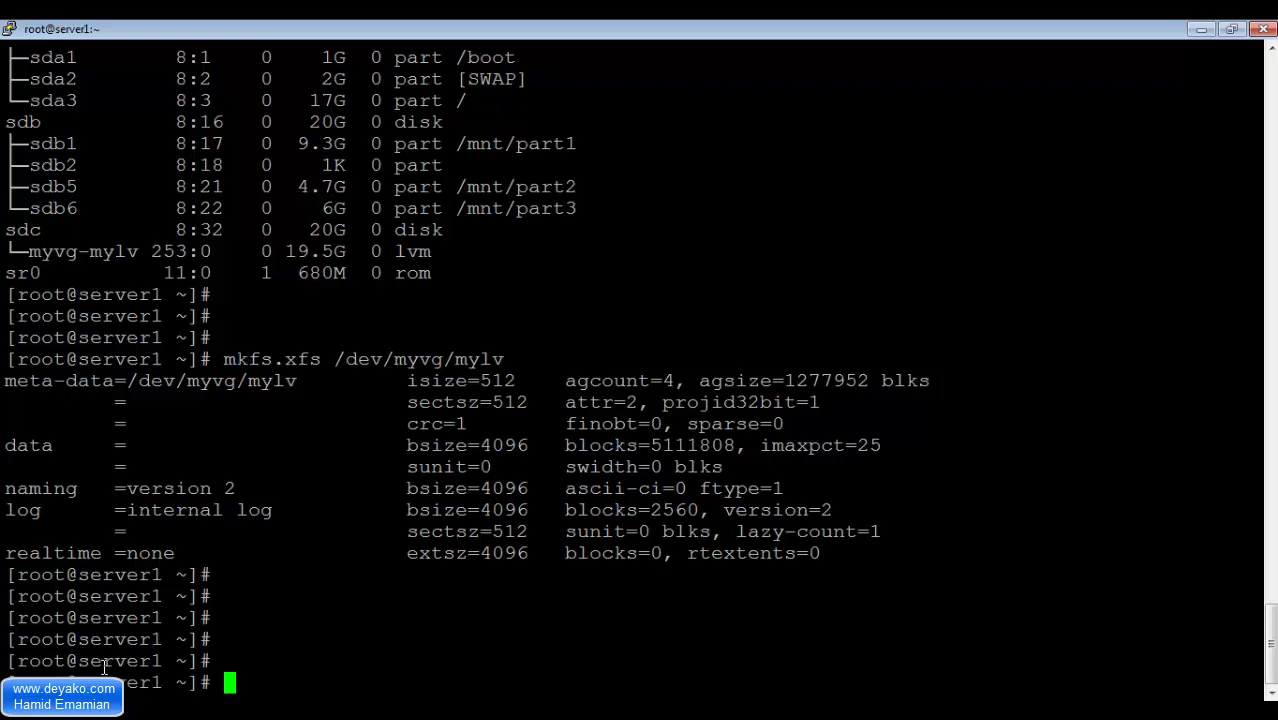 root@server1:~
├─sda1 8:1 0 1G 0 part /boot
├─sda2 8:2 0 2G 0 part [SWAP]
└─sda3 8:3 0 17G 0 part /
sdb 8:16 0 20G 0 disk
├─sdb1 8:17 0 9.3G 0 part /mnt/part1
├─sdb2 8:18 0 1K 0 part
├─sdb5 8:21 0 4.7G 0 part /mnt/part2
└─sdb6 8:22 0 6G 0 part /mnt/part3
sdc 8:32 0 20G 0 disk
└─myvg-mylv 253:0 0 19.5G 0 lvm
sr0 11:0 1 680M 0 rom
[root@server1 ~]#
[root@server1 ~]#
[root@server1 ~]#
[root@server1 ~]# mkfs.xfs /dev/myvg/mylv
meta-data=/dev/myvg/mylv isize=512 agcount=4, agsize=1277952 blks
= sectsz=512 attr=2, projid32bit=1
= crc=1 finobt=0, sparse=0
data = bsize=4096 blocks=5111808, imaxpct=25
= sunit=0 swidth=0 blks
naming =version 2 bsize=4096 ascii-ci=0 ftype=1
log =internal log bsize=4096 blocks=2560, version=2
= sectsz=512 sunit=0 blks, lazy-count=1
realtime =none extsz=4096 blocks=0, rtextents=0
[root@server1 ~]#
[root@server1 ~]#
[root@server1 ~]#
[root@server1 ~]#
[root@server1 ~]#
erver1 ~]#
www.deyako.com
Hamid Emamian